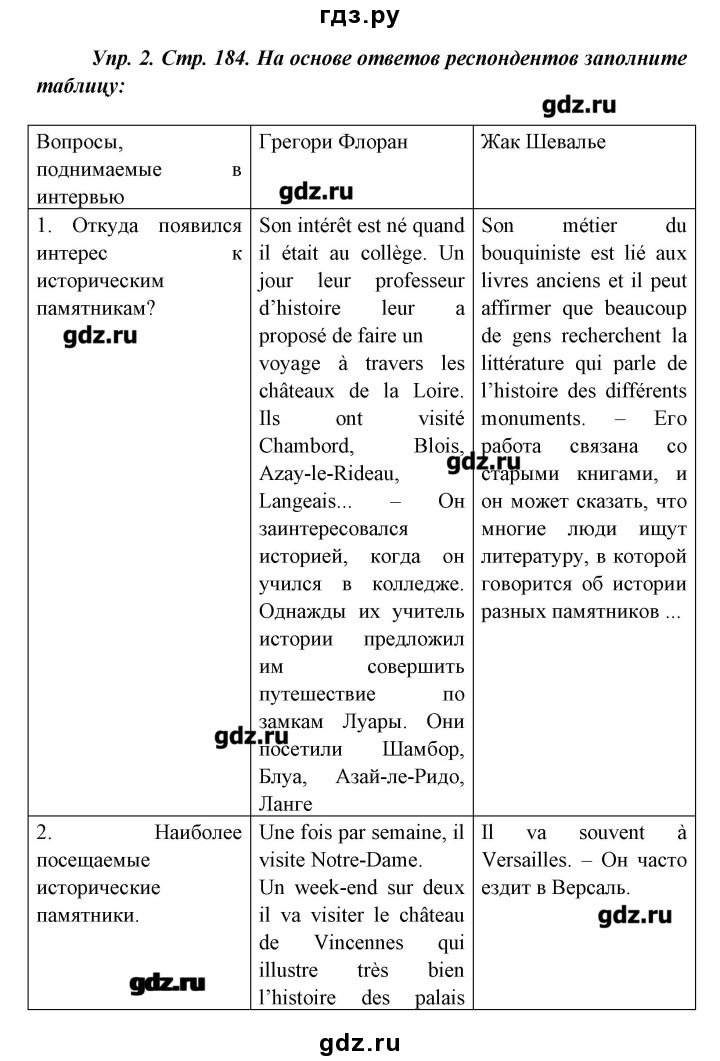 гдз.ру
Упр. 2. Стр. 184. На основе ответов респондентов заполните
таблицу:
gdz.ru
Вопросы,
поднимаемые в
интервью
Грегори Флоран
gdz.ru
Жак Шевалье
1. Откуда появился
интерес к
историческим
памятникам?
gdz.ru
Son intérêt est né quand
il était au collège. Un
jour leur professeur
d’histoire leur a
proposé de faire un
voyage à travers les
châteaux de la Loire.
Ils ont visité
Chambord, Blois,
Azay-le-Rideau,
Langeais... – Он
заинтересовался
историей, когда он
учился в колледже.
Однажды их учитель
истории предложил
им совершить
путешествие по
замкам Луары. Они
посетили Шамбор,
Блуа, Азай-ле-Ридо,
Ланге
gdz.ru
Son métier du
bouquiniste est lié aux
livres anciens et il peut
affirmer que beaucoup
de gens recherchent la
littérature qui parle de
l’histoire des différents
monuments. – Его
работа связана со
старыми книгами, и
он может сказать, что
многие люди ищут
литературу, в которой
говорится об истории
разных памятников ...
gdz.ru
2. Наиболее
посещаемые
исторические
памятники.
gdz.ru
Une fois par semaine, il
visite Notre-Dame.
Un week-end sur deux
il va visiter le château
de Vincennes qui
illustre très bien
l’histoire des palais
Il va souvent à
Versailles. – Он часто
ездит в Версаль.
gdz.ru
gdz.ru